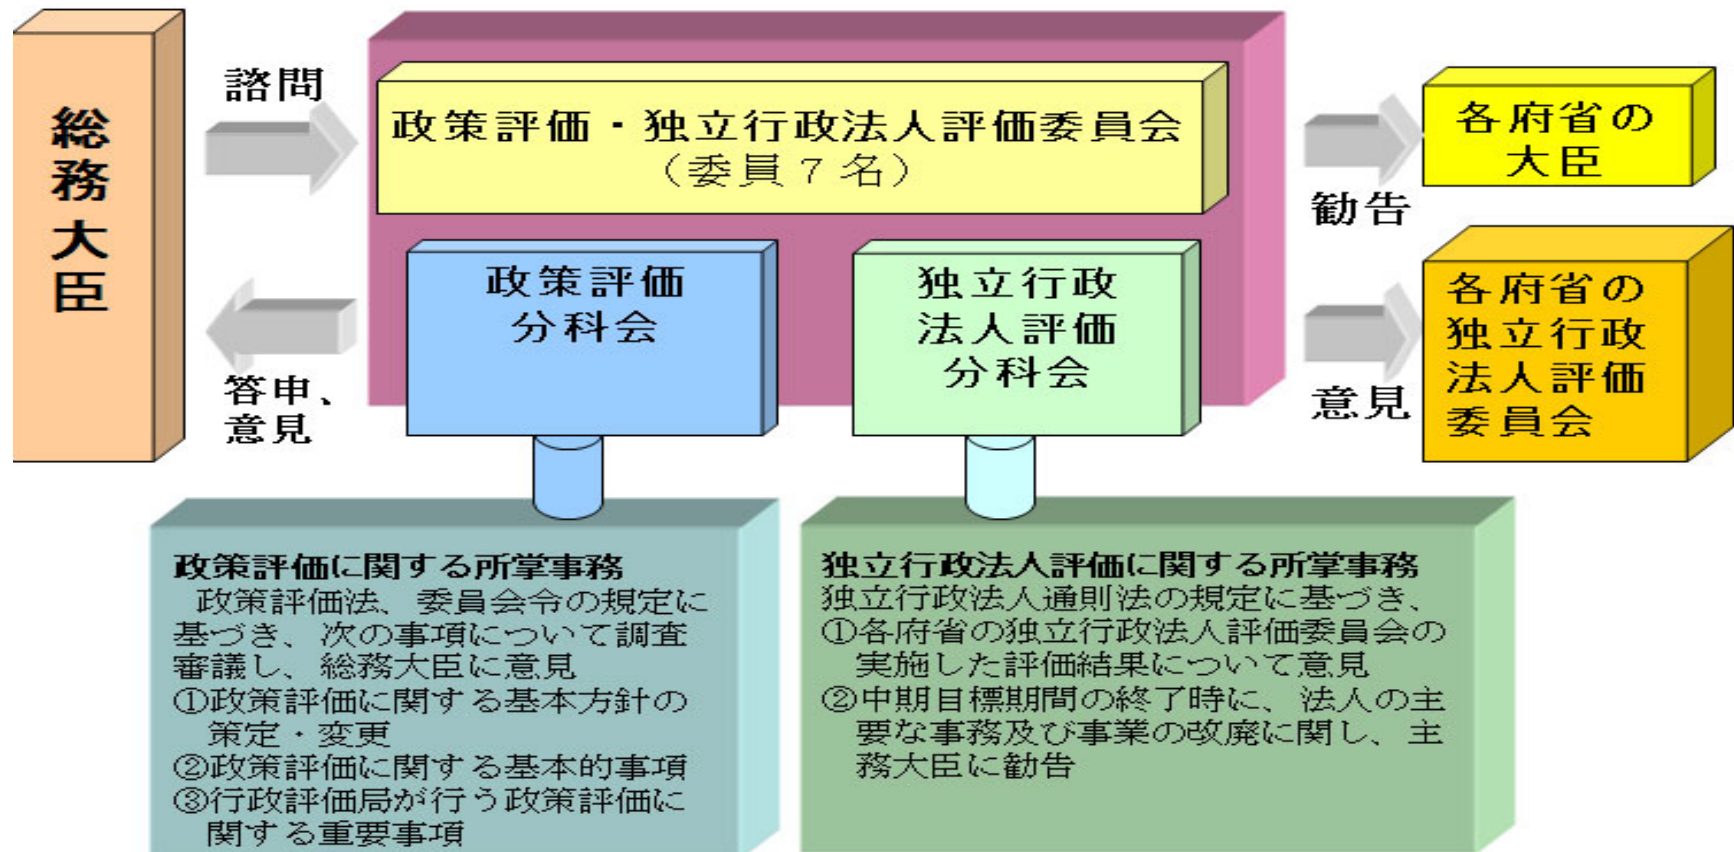 総務大臣
諮問
答申、
意見
政策評価・独立行政法人評価委員会
（委員７名）
政策評価
分科会
独立行政
法人評価
分科会
勧告
意見
各府省の
大臣
各府省の
独立行政
法人評価
委員会
政策評価に関する所掌事務
政策評価法、委員会令の規定に
基づき、次の事項について調査
審議し、総務大臣に意見
①政策評価に関する基本方針の
策定・変更
②政策評価に関する基本的事項
③行政評価局が行う政策評価に
関する重要事項
独立行政法人評価に関する所掌事務
独立行政法人通則法の規定に基づき、
①各府省の独立行政法人評価委員会の
実施した評価結果について意見
②中期目標期間の終了時に、法人の主
要な事務及び事業の改廃に関し、主
務大臣に勧告